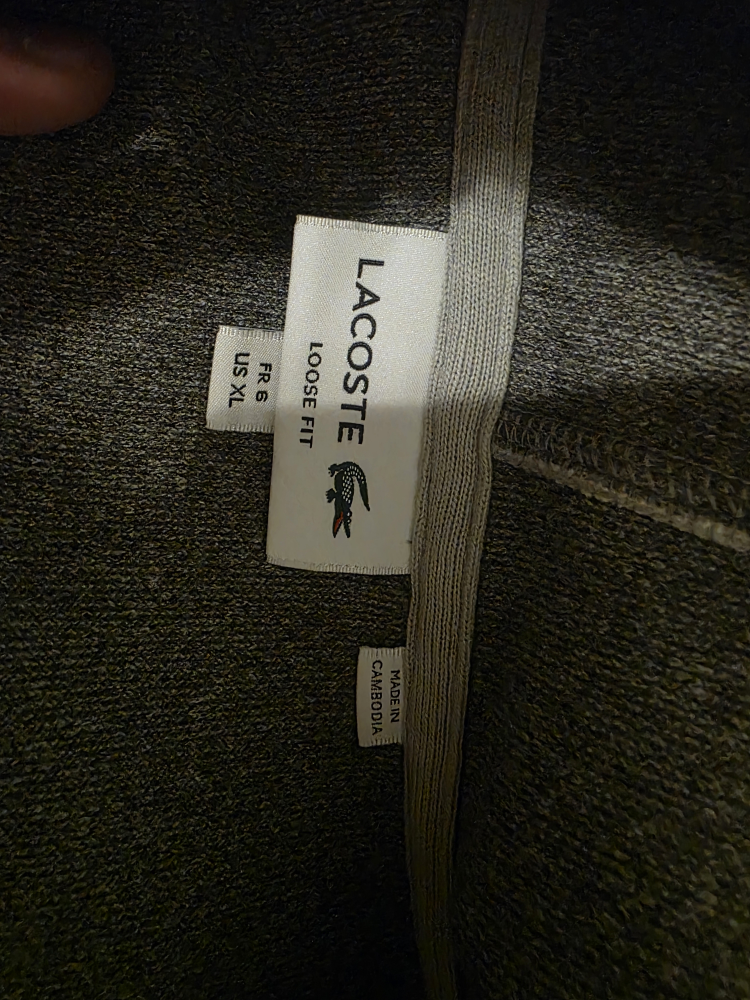 LACOSTE
LOOSE FIT
FR 6
US XL
MADE IN
CAMBODIA